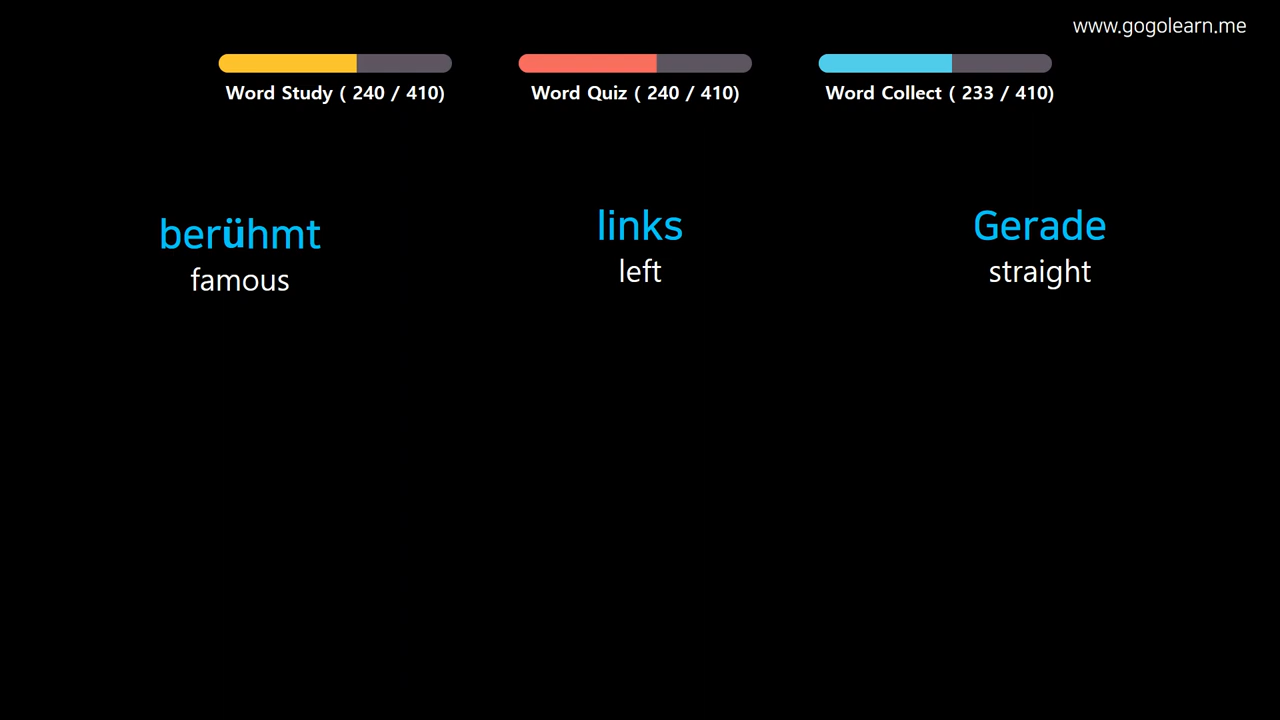 www.gogolearn.me
Word Study ( 240 / 410)
Word Quiz ( 240 / 410)
Word Collect ( 233 / 410)
berühmt
famous
links
left
Gerade
straight